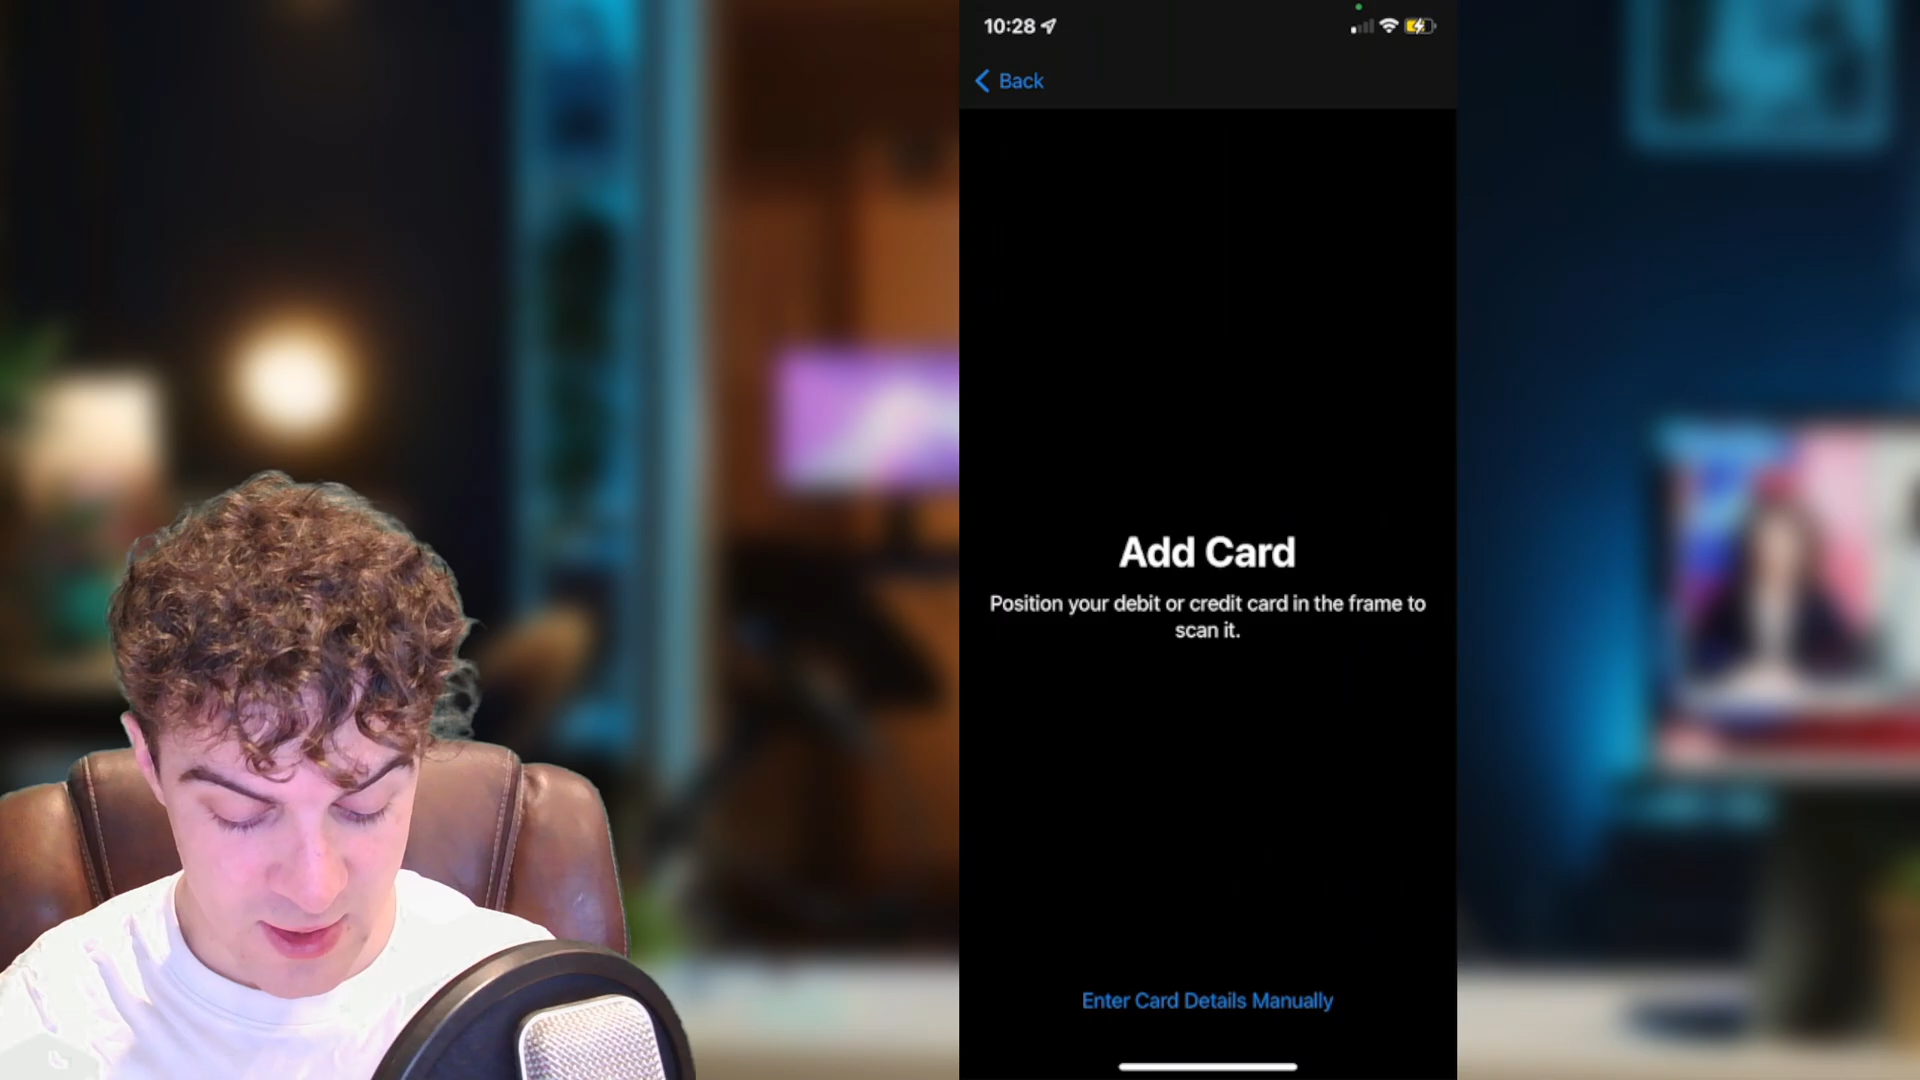 10:28
Back
Add Card
Position your debit or credit card in the frame to
scan it.
Enter Card Details Manually